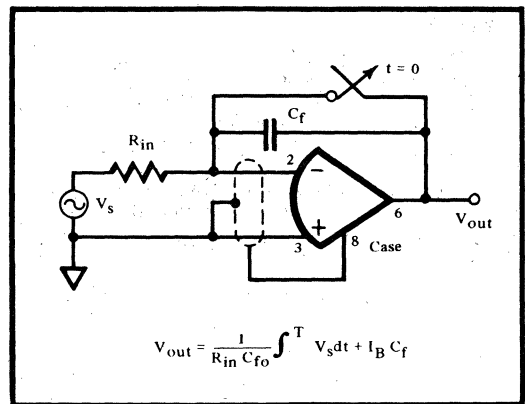 t = 0
C_f
R_in
2
−
V_s
6
V_out
+
3
8
Case
V_out = 1 / (R_in C_fo) ∫^T V_s dt + I_B C_f